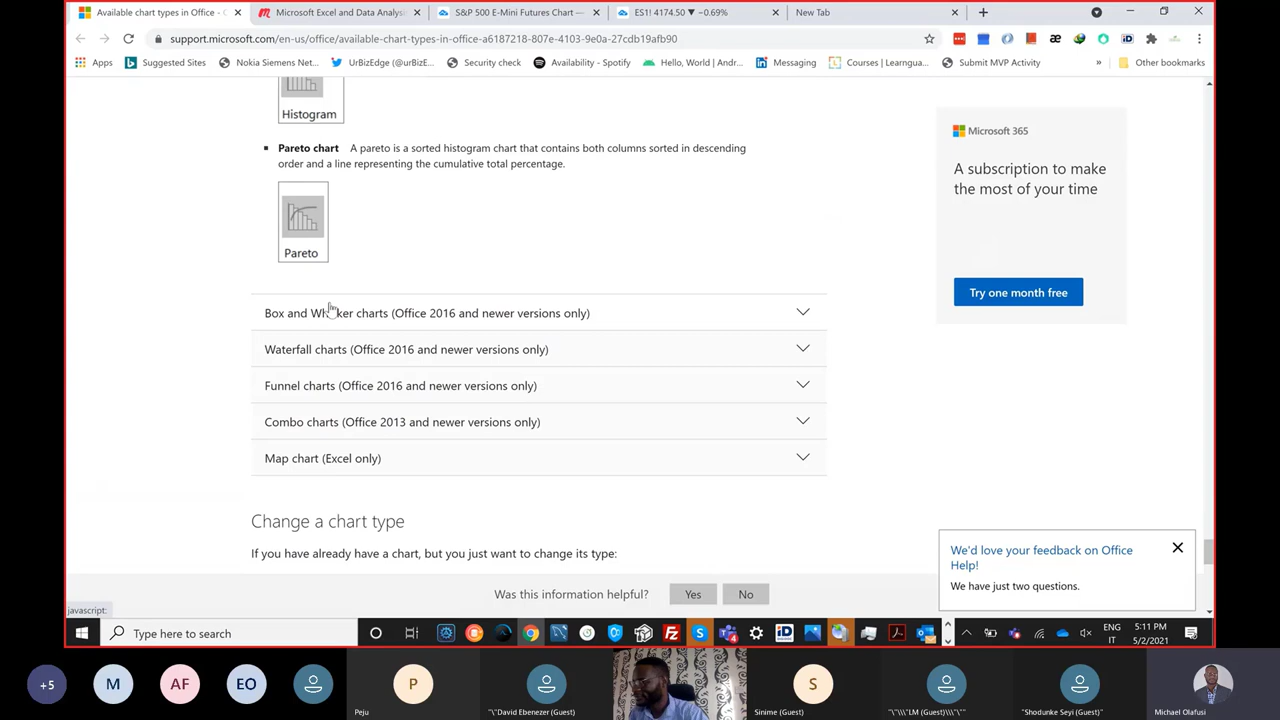 Available chart types in Office -
Microsoft Excel and Data Analysis
S&P 500 E-Mini Futures Chart —
ES1! 4174.50 ▼ −0.69%
New Tab
support.microsoft.com/en-us/office/available-chart-types-in-office-a6187218-807e-4103-9e0a-27cdb19afb90
Apps
Suggested Sites
Nokia Siemens Net...
UrBizEdge (@urBizE...
Security check
Availability - Spotify
Hello, World | Andr...
Messaging
Courses | Learngua...
Submit MVP Activity
»
Other bookmarks
Histogram
Pareto chart A pareto is a sorted histogram chart that contains both columns sorted in descending
order and a line representing the cumulative total percentage.
Pareto
Microsoft 365
A subscription to make
the most of your time
Try one month free
Box and Whisker charts (Office 2016 and newer versions only)
Waterfall charts (Office 2016 and newer versions only)
Funnel charts (Office 2016 and newer versions only)
Combo charts (Office 2013 and newer versions only)
Map chart (Excel only)
Change a chart type
If you have already have a chart, but you just want to change its type:
We'd love your feedback on Office
Help!
We have just two questions.
Was this information helpful?
Yes
No
javascript:
Type here to search
ENG
IT
5:11 PM
5/2/2021
+5
M
AF
EO
P
Peju
"\"David Ebenezer (Guest)
S
Sinime (Guest)
"\"\\\"LM (Guest)\\\"\""
"\"Shodunke Seyi (Guest)
Michael Olafusi